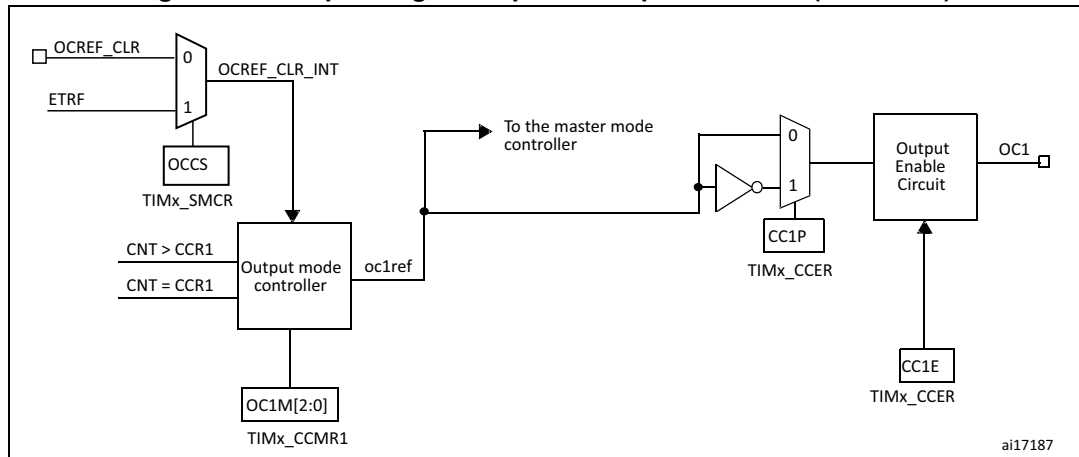 OCREF_CLR
0
OCREF_CLR_INT
ETRF
1
OCCS
TIMx_SMCR
To the master mode
controller
0
1
Output
Enable
Circuit
OC1
CC1P
TIMx_CCER
CNT > CCR1
CNT = CCR1
Output mode
controller
oc1ref
CC1E
TIMx_CCER
OC1M[2:0]
TIMx_CCMR1
ai17187